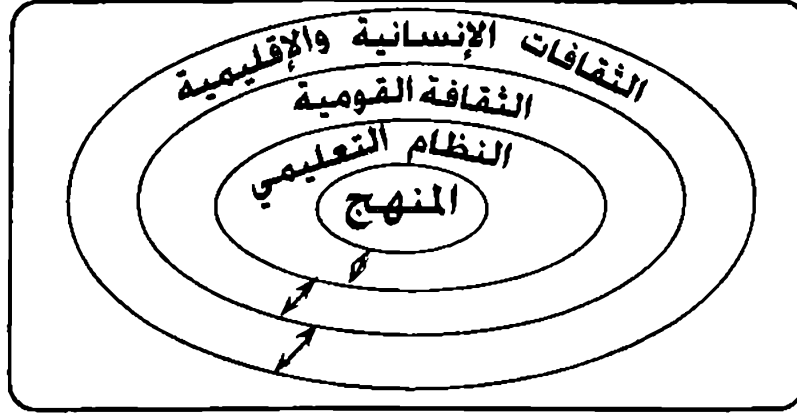 الثقافات الإنسانية والإقليمية
الثقافة القومية
النظام التعليمي
المنهج